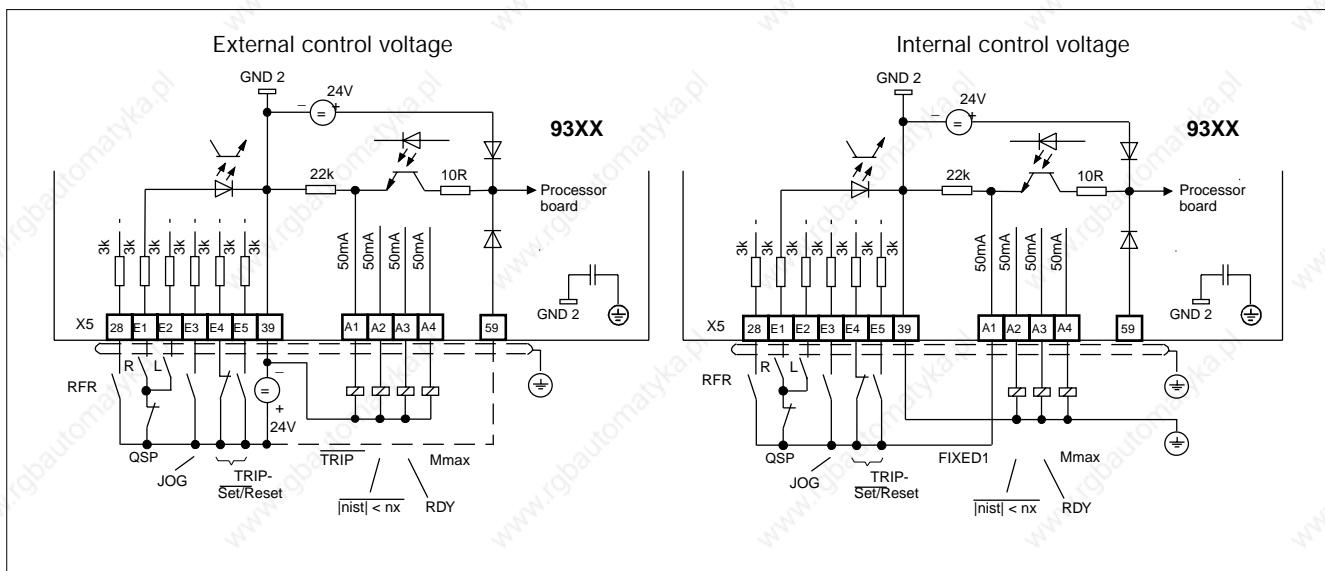 External control voltage
GND 2
24V
− +
=
93XX
22k
10R
Processor
board
3k 3k 3k 3k 3k 3k
50mA 50mA 50mA 50mA
GND 2
X5 28 E1 E2 E3 E4 E5 39 A1 A2 A3 A4 59
RFR
R L
−
=
+
24V
QSP
JOG
TRIP-
Set/Reset
TRIP
|nist| < nx
RDY
Mmax
Internal control voltage
GND 2
24V
− +
=
93XX
22k
10R
Processor
board
3k 3k 3k 3k 3k 3k
50mA 50mA 50mA 50mA
GND 2
X5 28 E1 E2 E3 E4 E5 39 A1 A2 A3 A4 59
RFR
R L
QSP
JOG
TRIP-
Set/Reset
FIXED1
|nist| < nx
RDY
Mmax
www.rgbautomatyka.pl